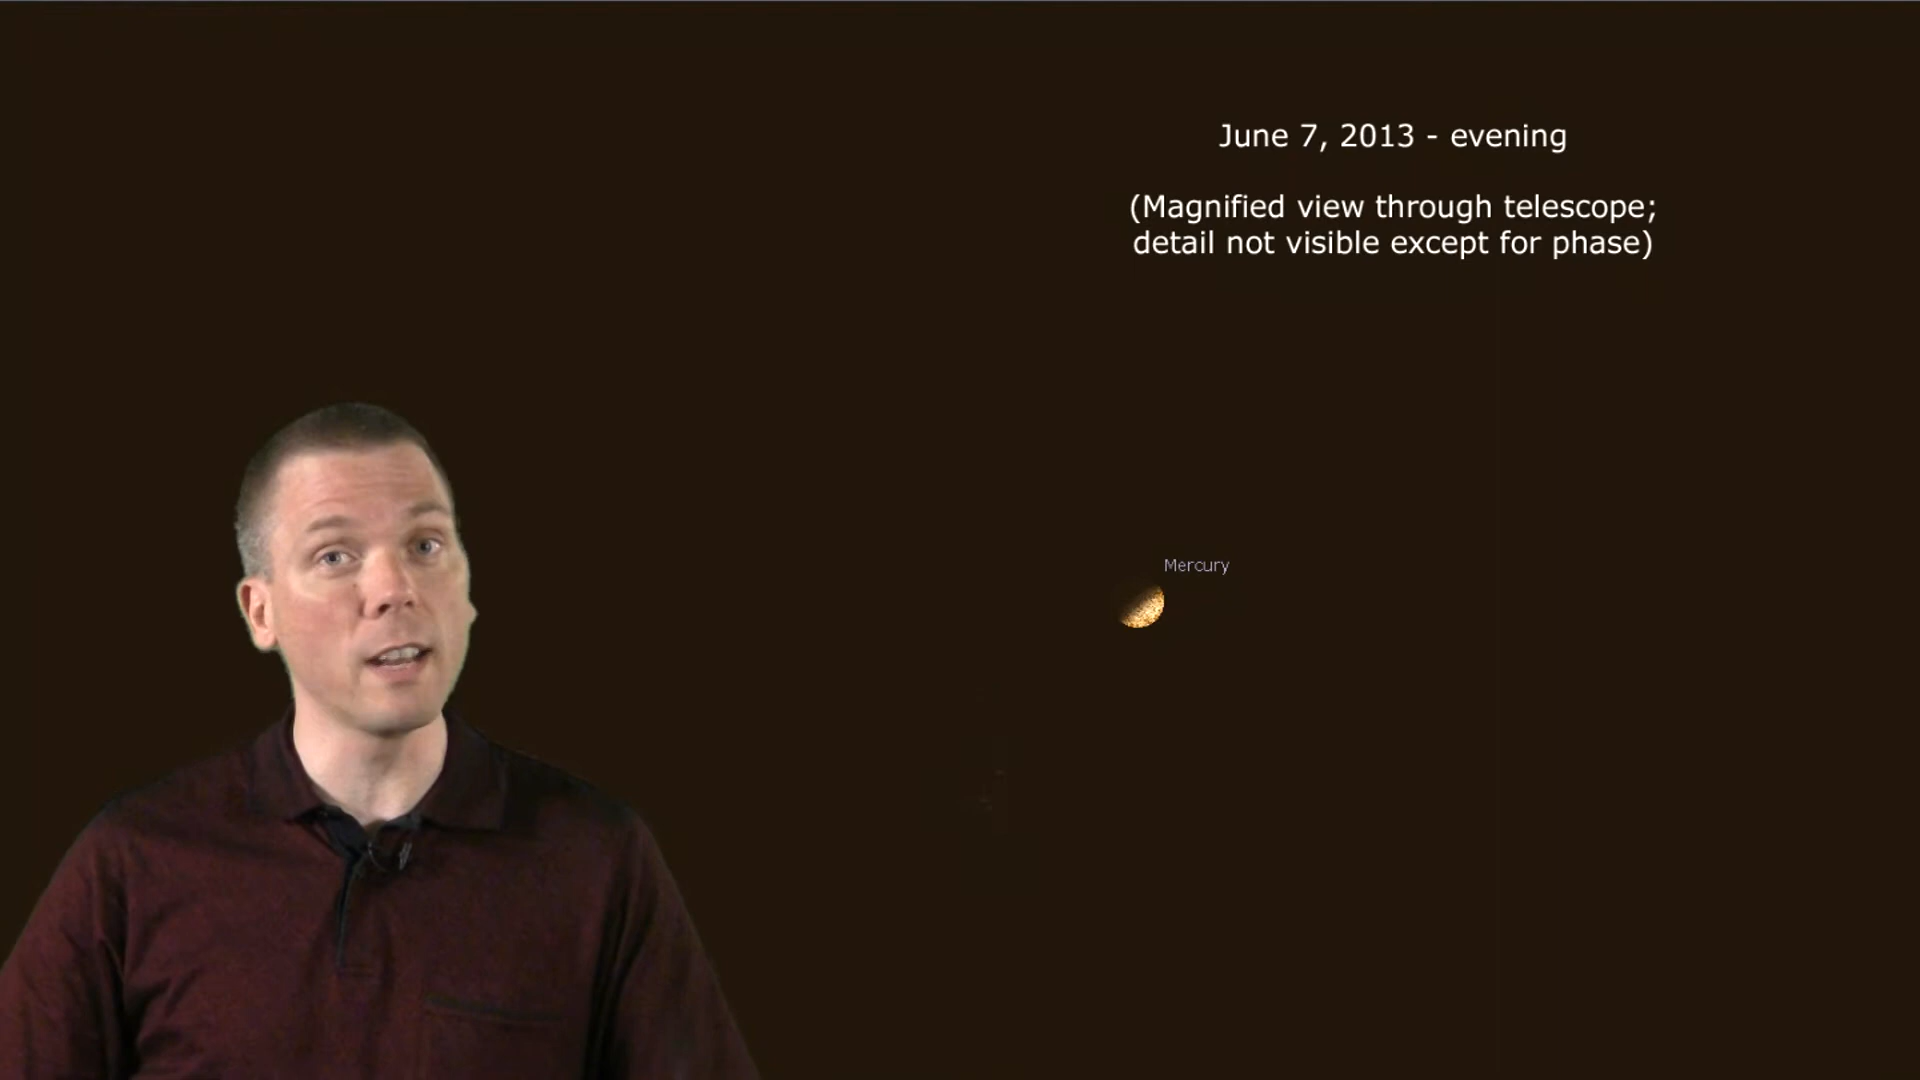 June 7, 2013 - evening
(Magnified view through telescope;
detail not visible except for phase)
Mercury